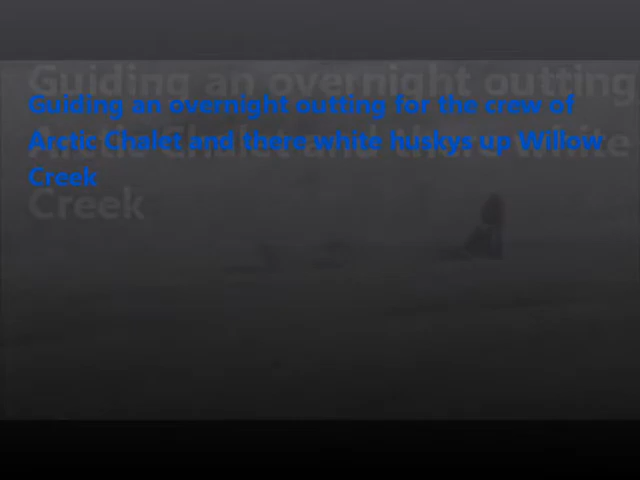 Guiding an overnight outting for the crew of
Arctic Chalet and there white huskys up Willow
Creek